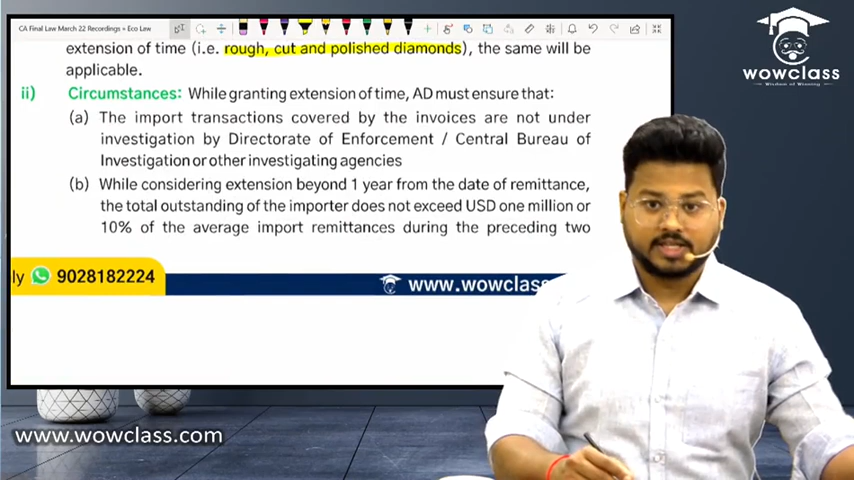 CA Final Law March 22 Recordings » Eco Law
extension of time (i.e. rough, cut and polished diamonds), the same will be
applicable.
ii) Circumstances: While granting extension of time, AD must ensure that:
(a) The import transactions covered by the invoices are not under
investigation by Directorate of Enforcement / Central Bureau of
Investigation or other investigating agencies
(b) While considering extension beyond 1 year from the date of remittance,
the total outstanding of the importer does not exceed USD one million or
10% of the average import remittances during the preceding two
ly 9028182224
www.wowclass
www.wowclass.com
wowclass
Wisdom of Winning